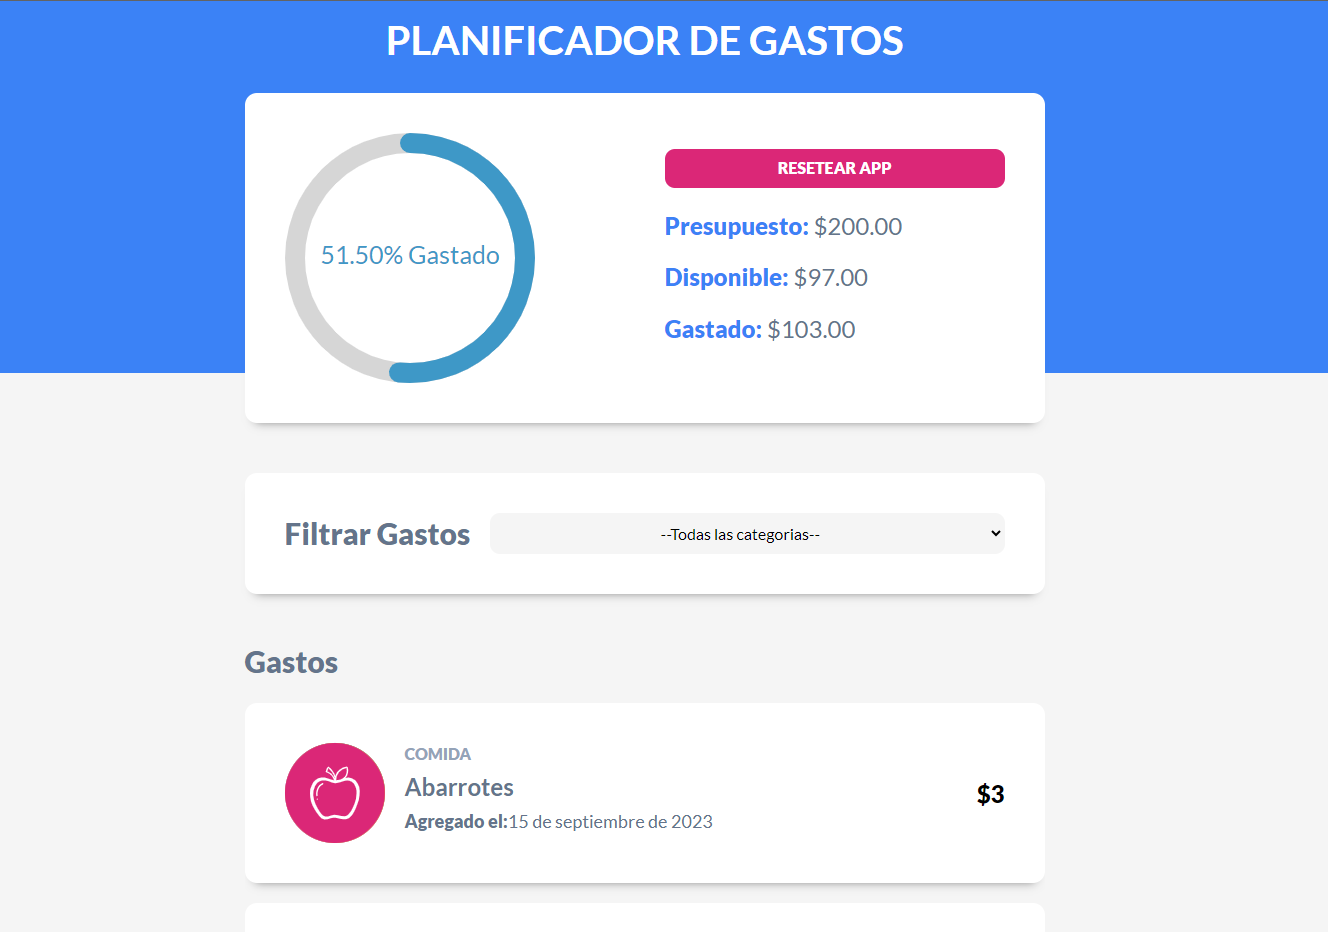 PLANIFICADOR DE GASTOS
51.50% Gastado
RESETEAR APP
Presupuesto: $200.00
Disponible: $97.00
Gastado: $103.00
Filtrar Gastos
--Todas las categorias--
Gastos
COMIDA
Abarrotes
Agregado el:15 de septiembre de 2023
$3